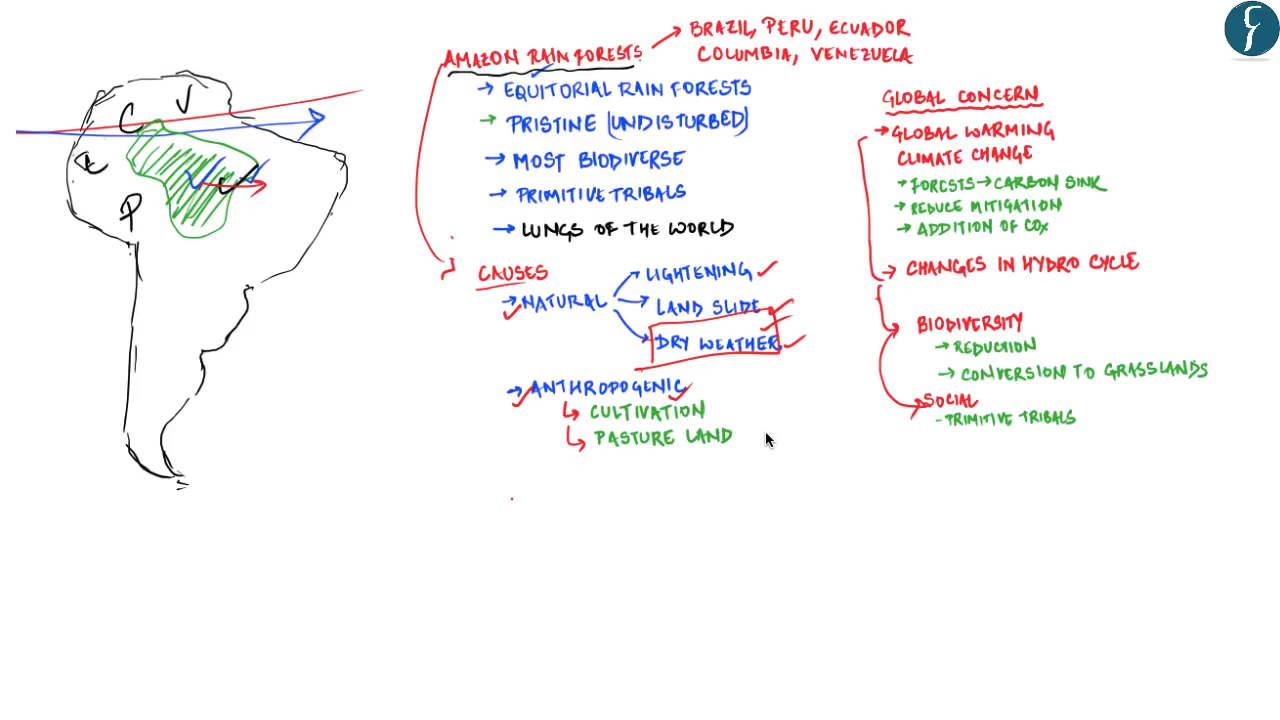 BRAZIL, PERU, ECUADOR
COLUMBIA, VENEZUELA
AMAZON RAIN FORESTS
→ EQUITORIAL RAIN FORESTS
→ PRISTINE (UNDISTURBED)
→ MOST BIODIVERSE
→ PRIMITIVE TRIBALS
→ LUNGS OF THE WORLD
CAUSES
→ NATURAL
LIGHTENING
LAND SLIDE
DRY WEATHER
→ ANTHROPOGENIC
CULTIVATION
PASTURE LAND
GLOBAL CONCERN
→ GLOBAL WARMING
CLIMATE CHANGE
→ FORESTS → CARBON SINK
→ REDUCE MITIGATION
→ ADDITION OF COx
→ CHANGES IN HYDRO CYCLE
BIODIVERSITY
→ REDUCTION
→ CONVERSION TO GRASSLANDS
SOCIAL
- PRIMITIVE TRIBALS
V
C
E
P